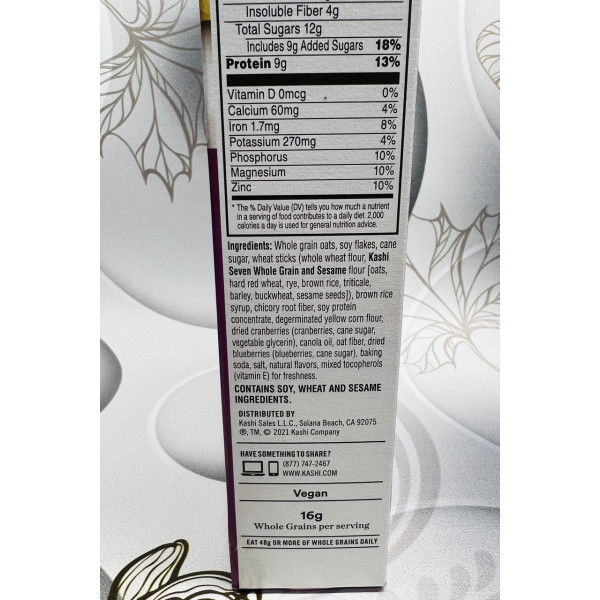 Insoluble Fiber 4g
Total Sugars 12g
Includes 9g Added Sugars 18%
Protein 9g 13%
Vitamin D 0mcg 0%
Calcium 60mg 4%
Iron 1.7mg 8%
Potassium 270mg 4%
Phosphorus 10%
Magnesium 10%
Zinc 10%
* The % Daily Value (DV) tells you how much a nutrient
in a serving of food contributes to a daily diet. 2,000
calories a day is used for general nutrition advice.
Ingredients: Whole grain oats, soy flakes, cane
sugar, wheat sticks (whole wheat flour, Kashi
Seven Whole Grain and Sesame flour [oats,
hard red wheat, rye, brown rice, triticale,
barley, buckwheat, sesame seeds]), brown rice
syrup, chicory root fiber, soy protein
concentrate, degerminated yellow corn flour,
dried cranberries (cranberries, cane sugar,
vegetable glycerin), canola oil, oat fiber, dried
blueberries (blueberries, cane sugar), baking
soda, salt, natural flavors, mixed tocopherols
(vitamin E) for freshness.
CONTAINS SOY, WHEAT AND SESAME
INGREDIENTS.
DISTRIBUTED BY
Kashi Sales L.L.C., Solana Beach, CA 92075
®, TM, © 2021 Kashi Company
HAVE SOMETHING TO SHARE?
(877) 747-2467
WWW.KASHI.COM
Vegan
16g
Whole Grains per serving
EAT 48g OR MORE OF WHOLE GRAINS DAILY